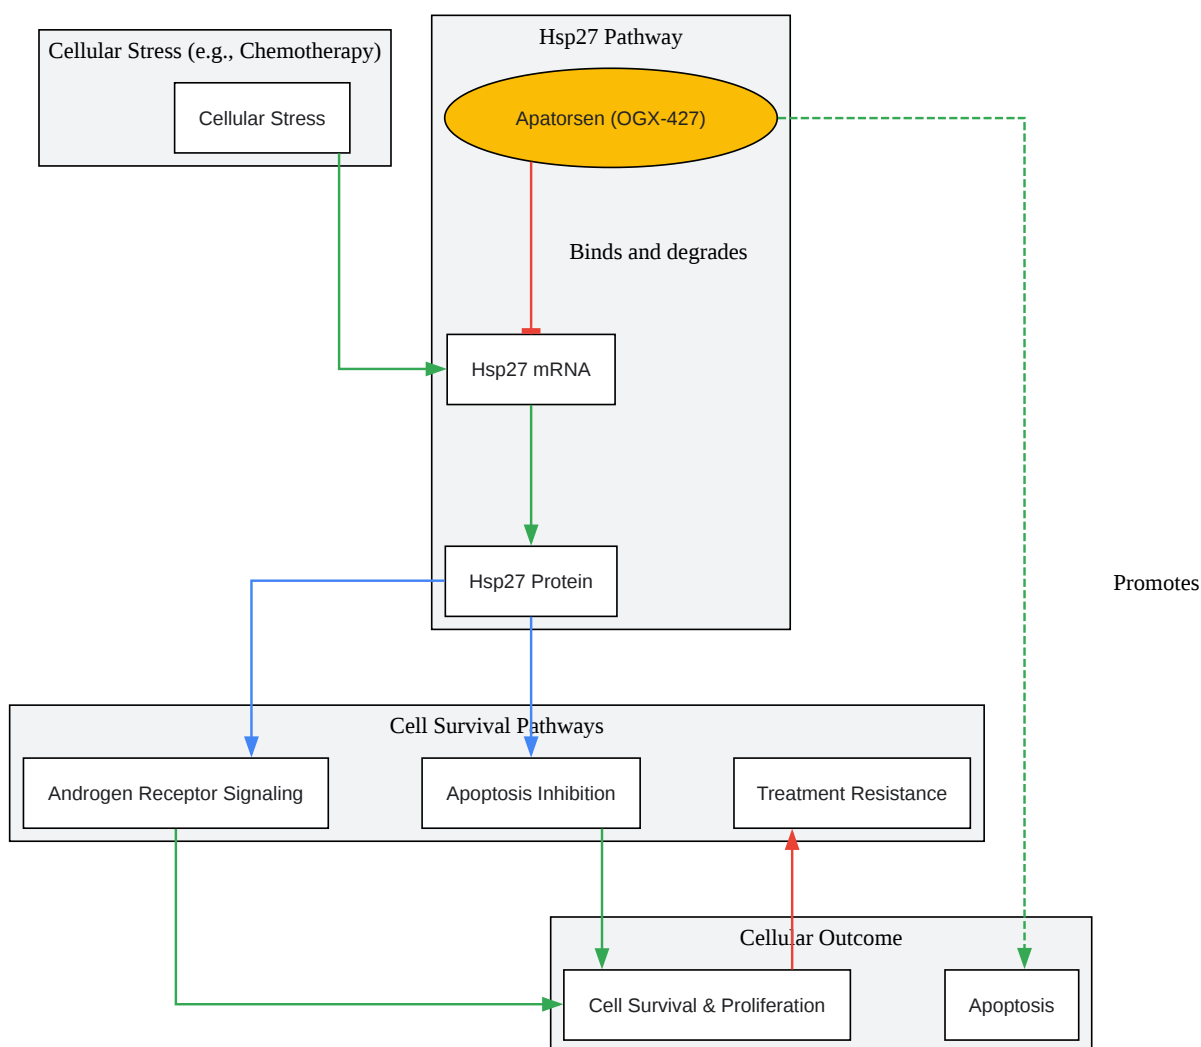 Cellular Stress (e.g., Chemotherapy)
Cellular Stress
Hsp27 Pathway
Apatorsen (OGX-427)
Binds and degrades
Hsp27 mRNA
Hsp27 Protein
Promotes
Cell Survival Pathways
Androgen Receptor Signaling
Apoptosis Inhibition
Treatment Resistance
Cellular Outcome
Cell Survival & Proliferation
Apoptosis